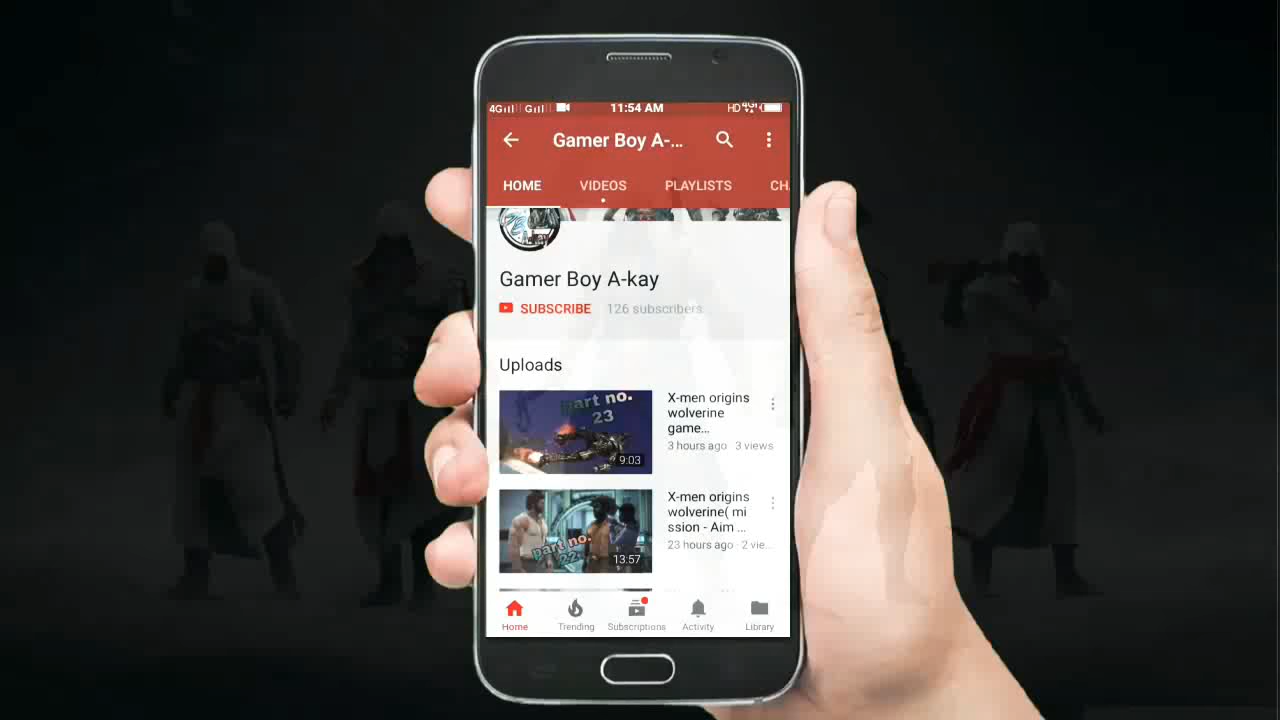 4G G 11:54 AM HD 4G
Gamer Boy A-...
HOME VIDEOS PLAYLISTS CH
Gamer Boy A-kay
SUBSCRIBE 126 subscribers
Uploads
part no.
23
9:03
X-men origins
wolverine
game...
3 hours ago 3 views
part no.
22
13:57
X-men origins
wolverine( mi
ssion - Aim ...
23 hours ago · 2 vie...
Home Trending Subscriptions Activity Library